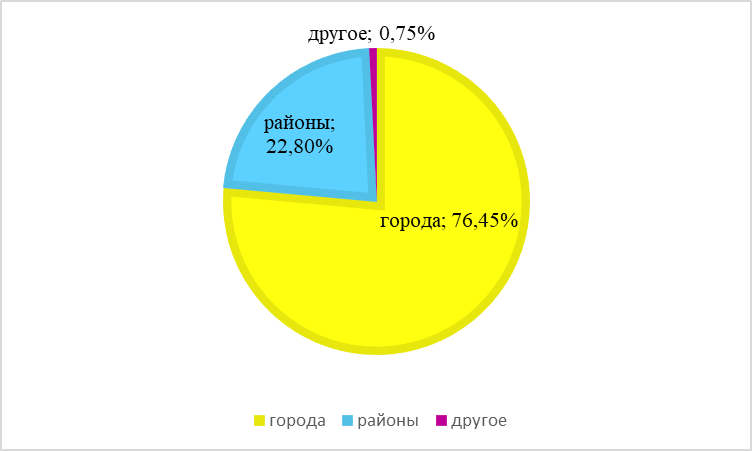 другое; 0,75%
районы;
22,80%
города; 76,45%
города районы другое